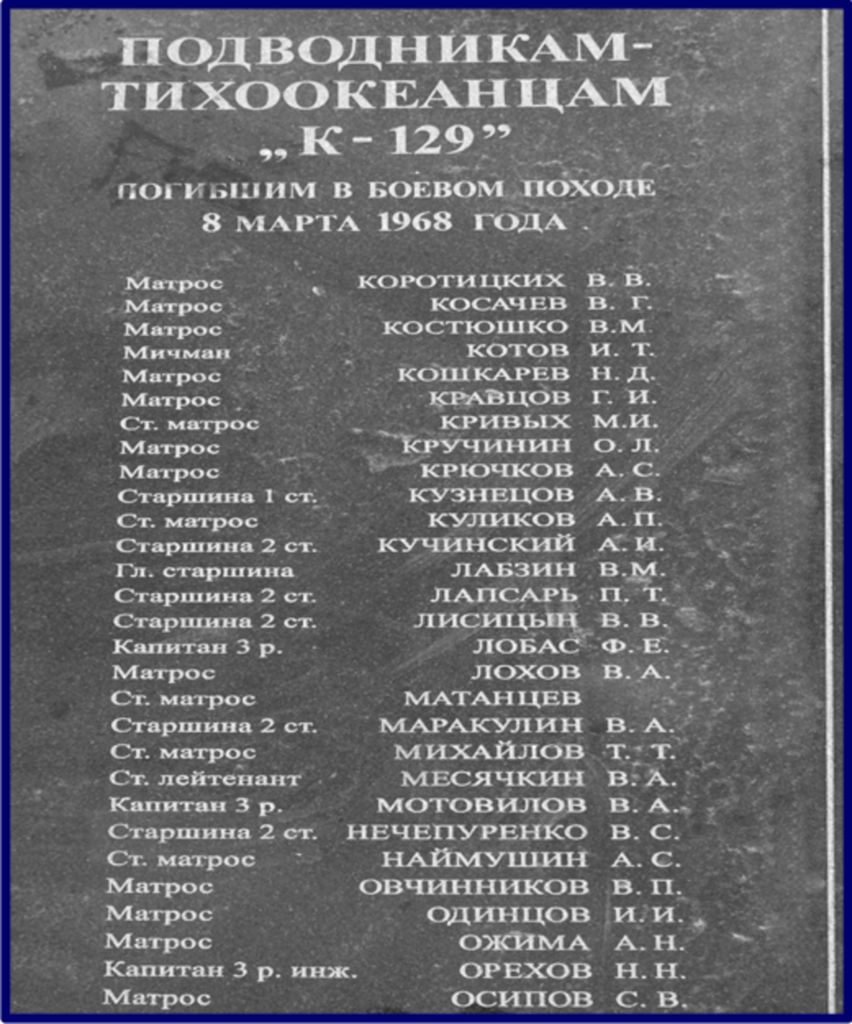 ПОДВОДНИКАМ-
ТИХООКЕАНЦАМ
„К-129”
ПОГИБШИМ В БОЕВОМ ПОХОДЕ
8 МАРТА 1968 ГОДА
Матрос КОРОТИЦКИХ В. В.
Матрос КОСАЧЕВ В. Г.
Матрос КОСТЮШКО В.М
Мичман КОТОВ И. Т.
Матрос КОШКАРЕВ Н. Д.
Матрос КРАВЦОВ Г. И.
Ст. матрос КРИВЫХ М.И.
Матрос КРУЧИНИН О. Л.
Матрос КРЮЧКОВ А. С.
Старшина 1 ст. КУЗНЕЦОВ А. В.
Ст. матрос КУЛИКОВ А. П.
Старшина 2 ст. КУЧИНСКИЙ А. И.
Гл. старшина ЛАБЗИН В.М.
Старшина 2 ст. ЛАПСАРЬ П. Т.
Старшина 2 ст. ЛИСИЦЫН В. В.
Капитан 3 р. ЛОБАС Ф. Е.
Матрос ЛОХОВ В. А.
Ст. матрос МАТАНЦЕВ
Старшина 2 ст. МАРАКУЛИН В. А.
Ст. матрос МИХАЙЛОВ Т. Т.
Ст. лейтенант МЕСЯЧКИН В. А.
Капитан 3 р. МОТОВИЛОВ В. А.
Старшина 2 ст. НЕЧЕПУРЕНКО В. С.
Ст. матрос НАЙМУШИН А. С.
Матрос ОВЧИННИКОВ В. П.
Матрос ОДИНЦОВ И. И.
Матрос ОЖИМА А. Н.
Капитан 3 р. инж. ОРЕХОВ Н. Н.
Матрос ОСИПОВ С. В.